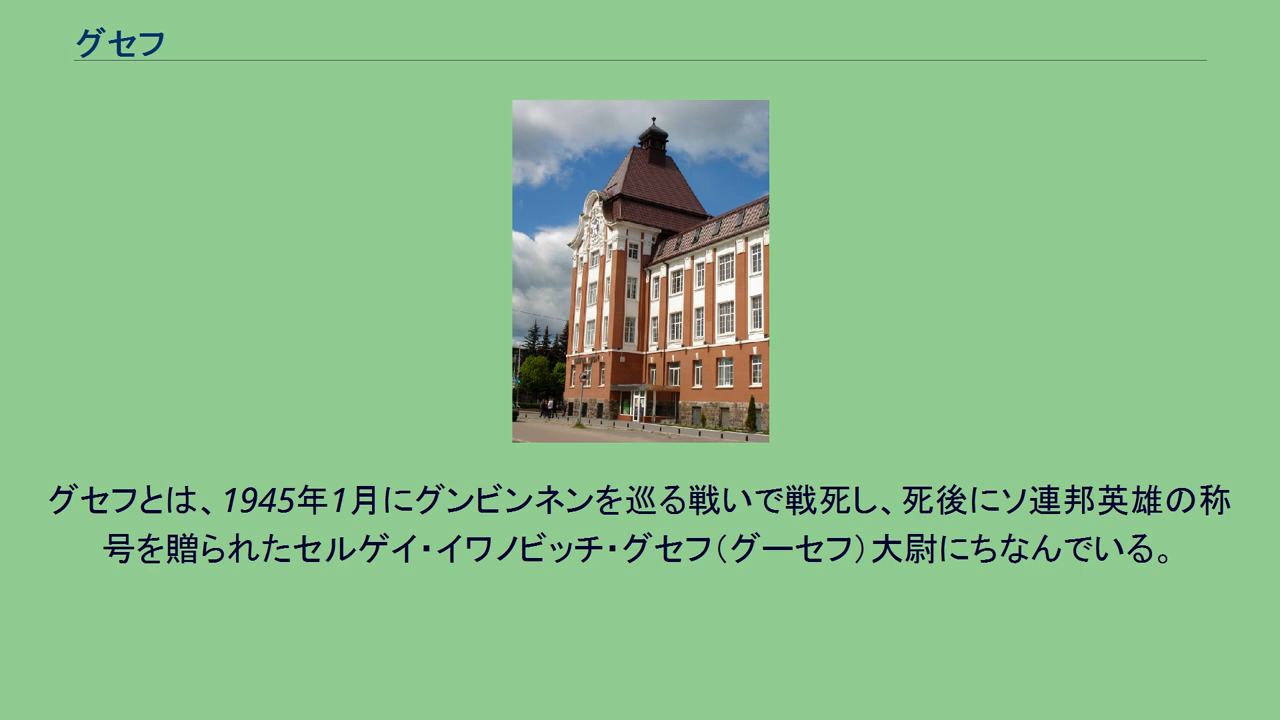 グセフ
グセフとは、1945年1月にグンビンネンを巡る戦いで戦死し、死後にソ連邦英雄の称
号を贈られたセルゲイ・イワノビッチ・グセフ（グーセフ）大尉にちなんでいる。